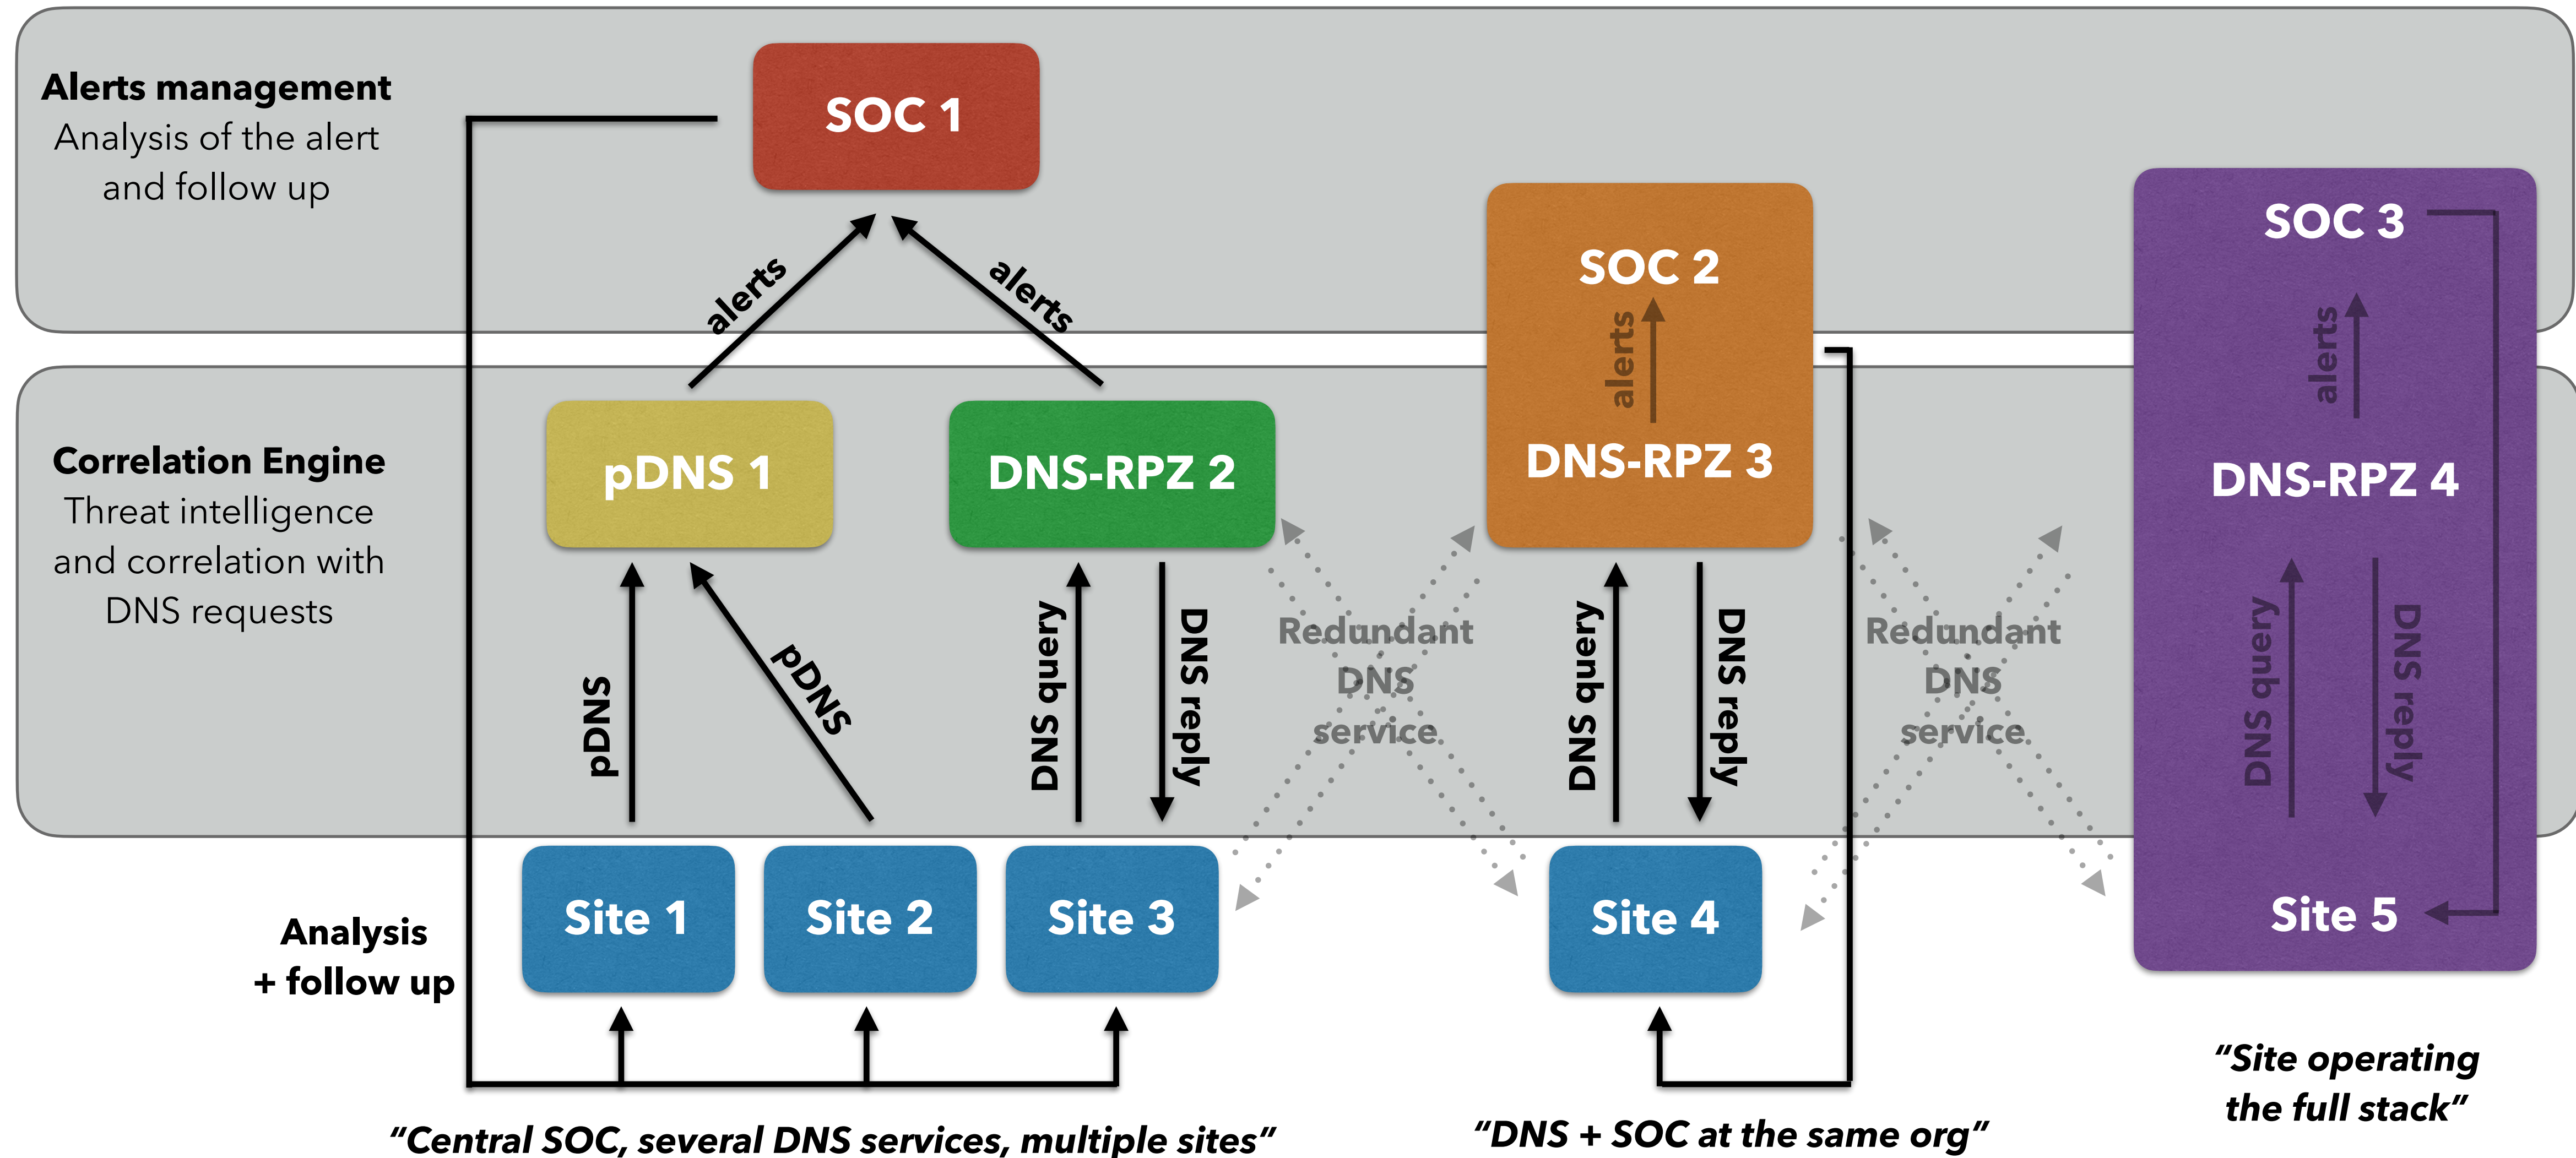 Alerts management
Analysis of the alert
and follow up
SOC 1
alerts
alerts
SOC 2
alerts
DNS-RPZ 3
SOC 3
alerts
DNS-RPZ 4
DNS query
DNS reply
Site 5
Correlation Engine
Threat intelligence
and correlation with
DNS requests
pDNS 1
DNS-RPZ 2
pDNS
pDNS
DNS query
DNS reply
Redundant
DNS
service
DNS query
DNS reply
Redundant
DNS
service
Site 1
Site 2
Site 3
Site 4
Analysis
+ follow up
“Central SOC, several DNS services, multiple sites”
“DNS + SOC at the same org”
“Site operating
the full stack”